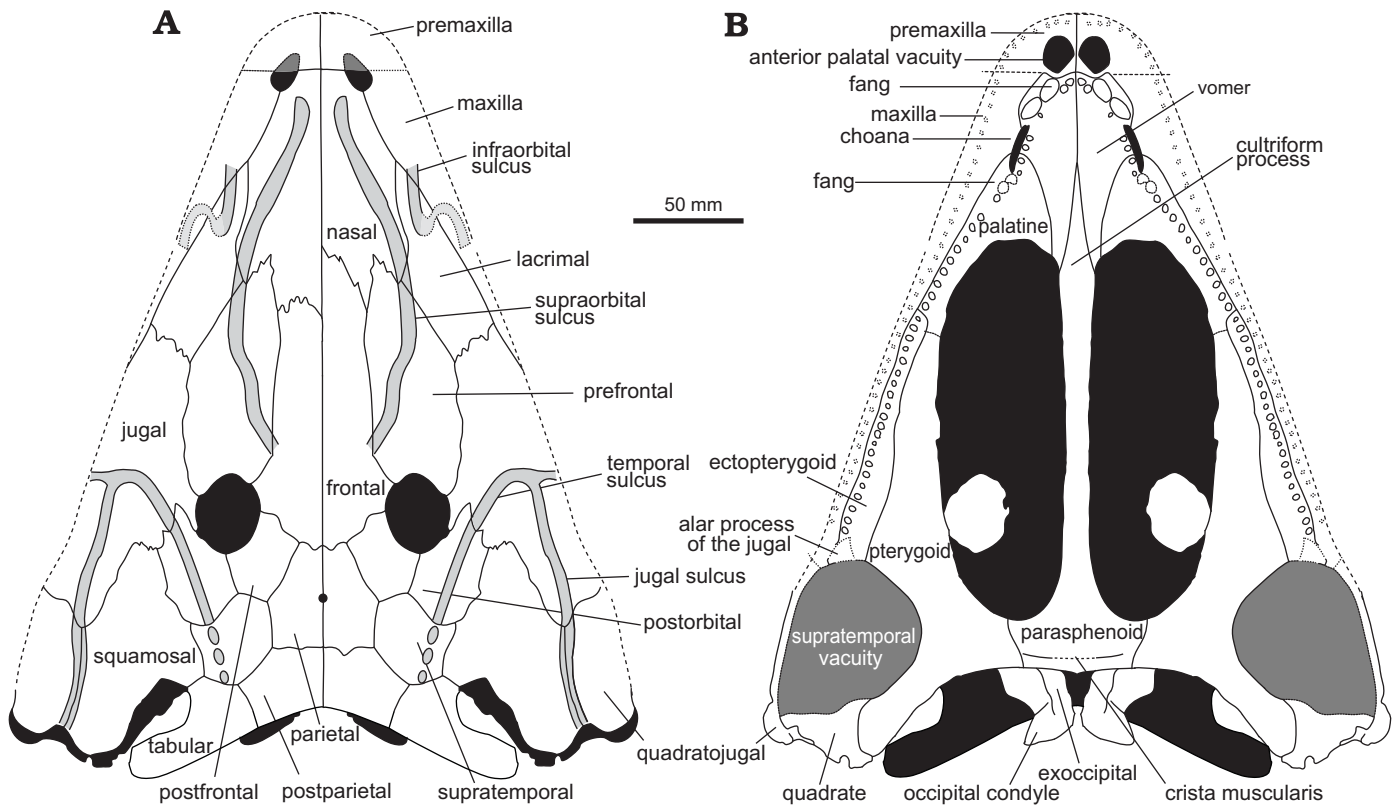 A
premaxilla
maxilla
infraorbital
sulcus
50 mm
nasal
lacrimal
supraorbital
sulcus
prefrontal
jugal
temporal
sulcus
frontal
jugal sulcus
postorbital
squamosal
quadratojugal
tabular
parietal
postfrontal
postparietal
supratemporal
B
premaxilla
anterior palatal vacuity
fang
vomer
maxilla
choana
cultriform
process
fang
palatine
ectopterygoid
alar process
of the jugal
pterygoid
supratemporal
vacuity
parasphenoid
exoccipital
quadrate
occipital condyle
crista muscularis